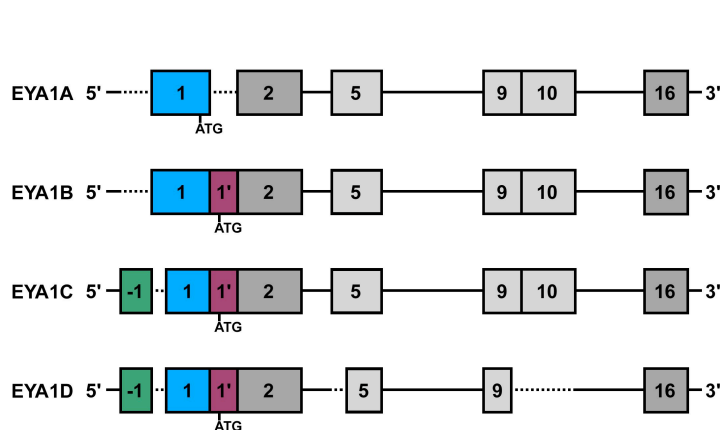 EYA1A 5' 1 2 5 9 10 16 3'
ATG
EYA1B 5' 1 1' 2 5 9 10 16 3'
ATG
EYA1C 5' -1 1 1' 2 5 9 10 16 3'
ATG
EYA1D 5' -1 1 1' 2 5 9 16 3'
ATG